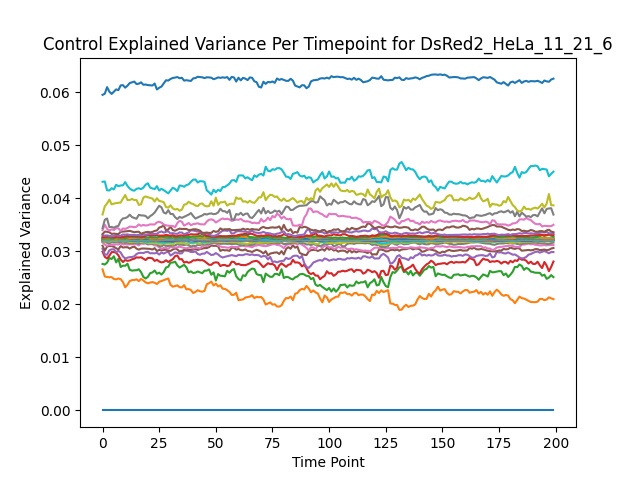 Control Explained Variance Per Timepoint for DsRed2_HeLa_11_21_6
0.06
0.05
0.04
0.03
0.02
0.01
0.00
Explained Variance
0 25 50 75 100 125 150 175 200
Time Point